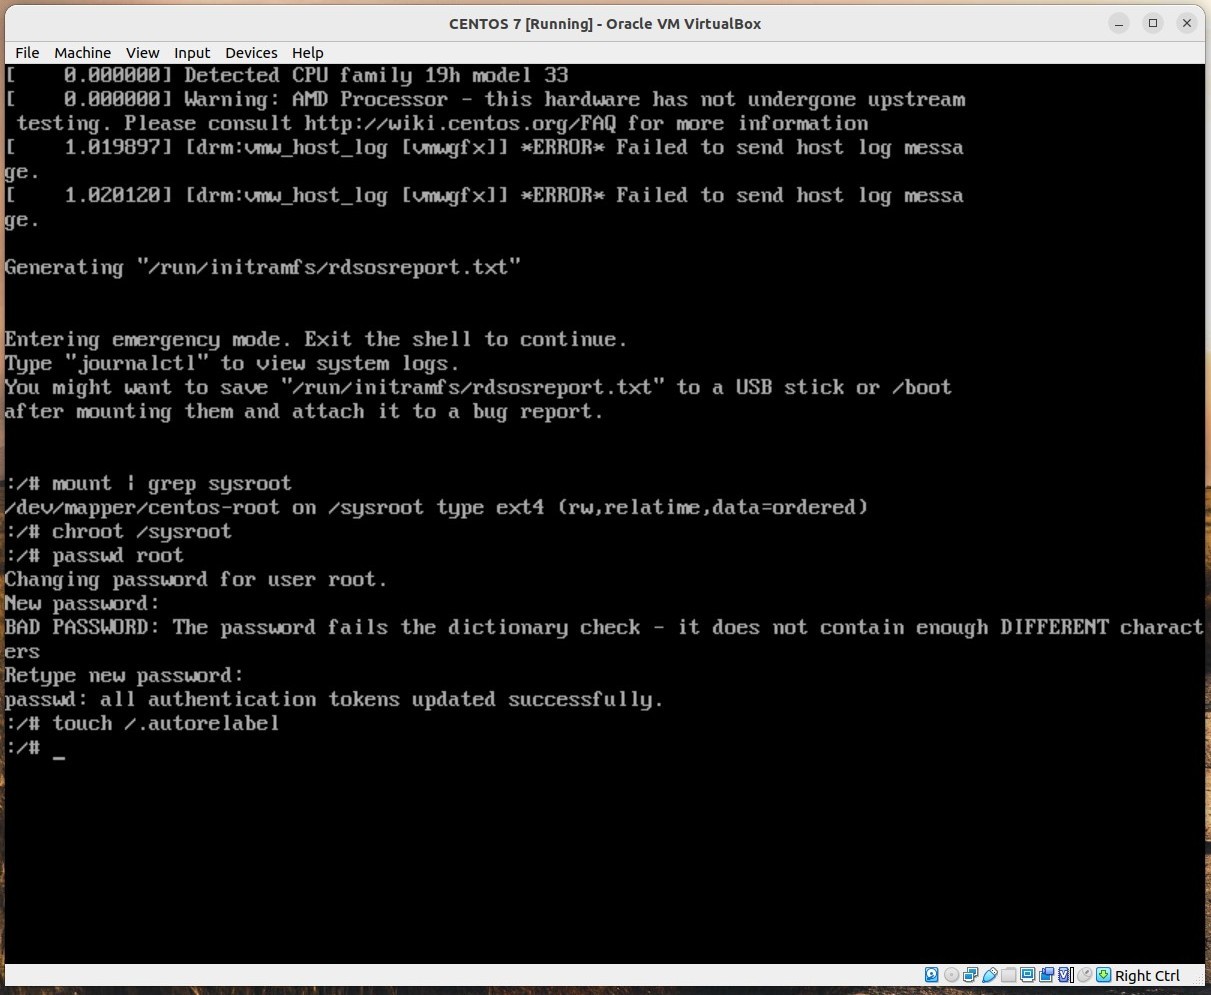 CENTOS 7 [Running] - Oracle VM VirtualBox
File Machine View Input Devices Help
[    0.000000] Detected CPU family 19h model 33
[    0.000000] Warning: AMD Processor - this hardware has not undergone upstream
 testing. Please consult http://wiki.centos.org/FAQ for more information
[    1.019897] [drm:vmw_host_log [vmwgfx]] *ERROR* Failed to send host log messa
ge.
[    1.020120] [drm:vmw_host_log [vmwgfx]] *ERROR* Failed to send host log messa
ge.
Generating "/run/initramfs/rdsosreport.txt"
Entering emergency mode. Exit the shell to continue.
Type "journalctl" to view system logs.
You might want to save "/run/initramfs/rdsosreport.txt" to a USB stick or /boot
after mounting them and attach it to a bug report.
:/# mount | grep sysroot
/dev/mapper/centos-root on /sysroot type ext4 (rw,relatime,data=ordered)
:/# chroot /sysroot
:/# passwd root
Changing password for user root.
New password:
BAD PASSWORD: The password fails the dictionary check - it does not contain enough DIFFERENT charact
ers
Retype new password:
passwd: all authentication tokens updated successfully.
:/# touch /.autorelabel
:/# _
Right Ctrl